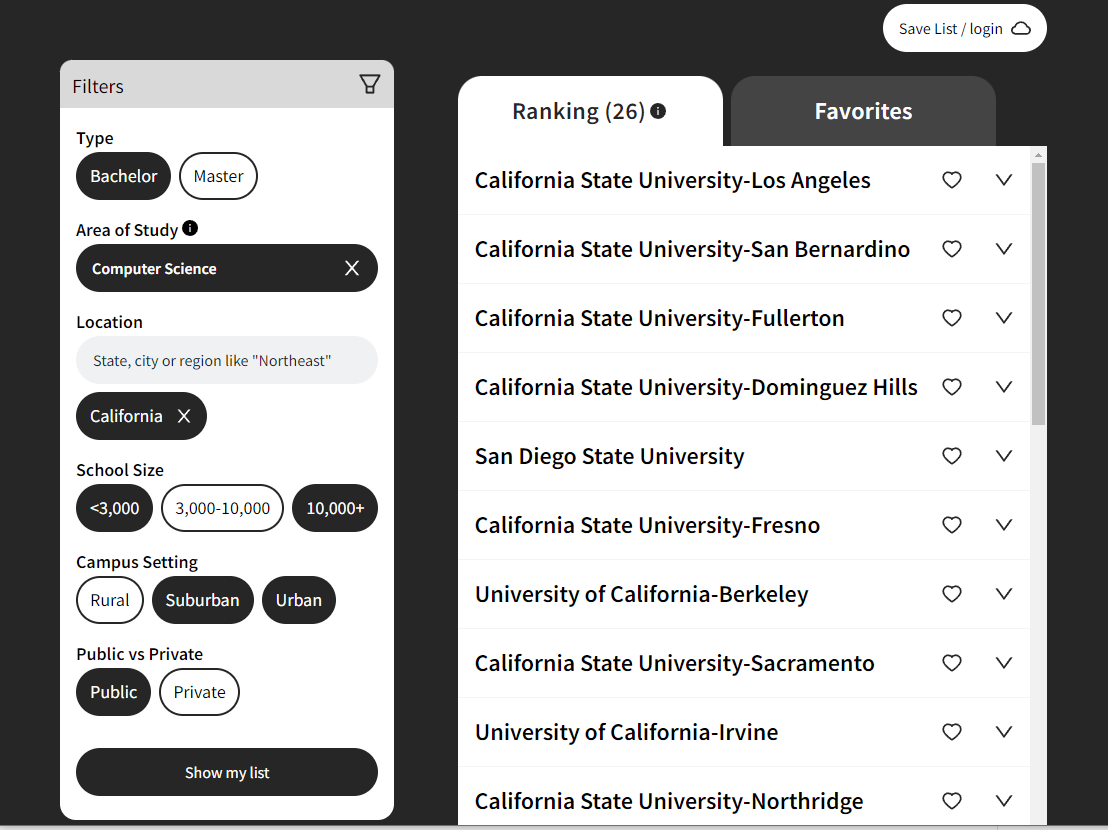 Save List / login
Filters
Type
Bachelor Master
Area of Study i
Computer Science X
Location
State, city or region like "Northeast"
California X
School Size
<3,000 3,000-10,000 10,000+
Campus Setting
Rural Suburban Urban
Public vs Private
Public Private
Show my list
Ranking (26) i Favorites
California State University-Los Angeles
California State University-San Bernardino
California State University-Fullerton
California State University-Dominguez Hills
San Diego State University
California State University-Fresno
University of California-Berkeley
California State University-Sacramento
University of California-Irvine
California State University-Northridge